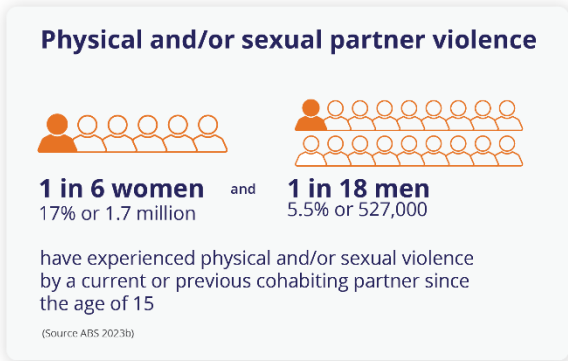 Physical and/or sexual partner violence
1 in 6 women
17% or 1.7 million
and
1 in 18 men
5.5% or 527,000
have experienced physical and/or sexual violence
by a current or previous cohabiting partner since
the age of 15
(Source ABS 2023b)